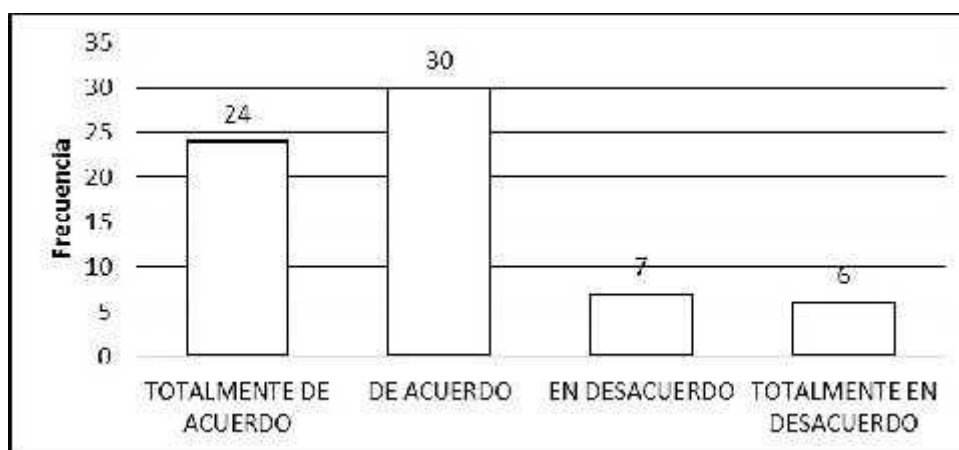 35
30
25
20
15
10
5
0
Frecuencia
24
30
7
6
TOTALMENTE DE
ACUERDO
DE ACUERDO
EN DESACUERDO
TOTALMENTE EN
DESACUERDO